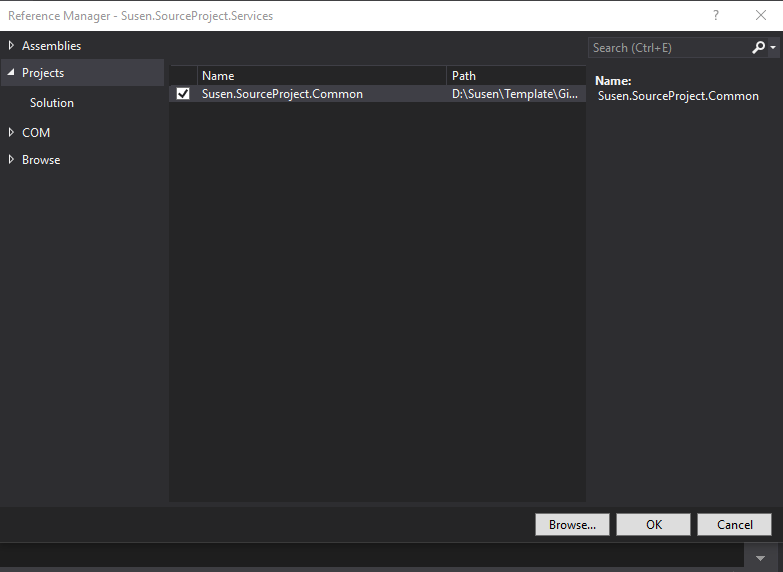 Reference Manager - Susen.SourceProject.Services
?
Assemblies
Projects
Solution
COM
Browse
Name Path
Susen.SourceProject.Common D:\Susen\Template\Gi...
Search (Ctrl+E)
Name:
Susen.SourceProject.Common
Browse... OK Cancel